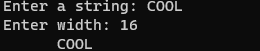 Enter a string: COOL
Enter width: 16
      COOL